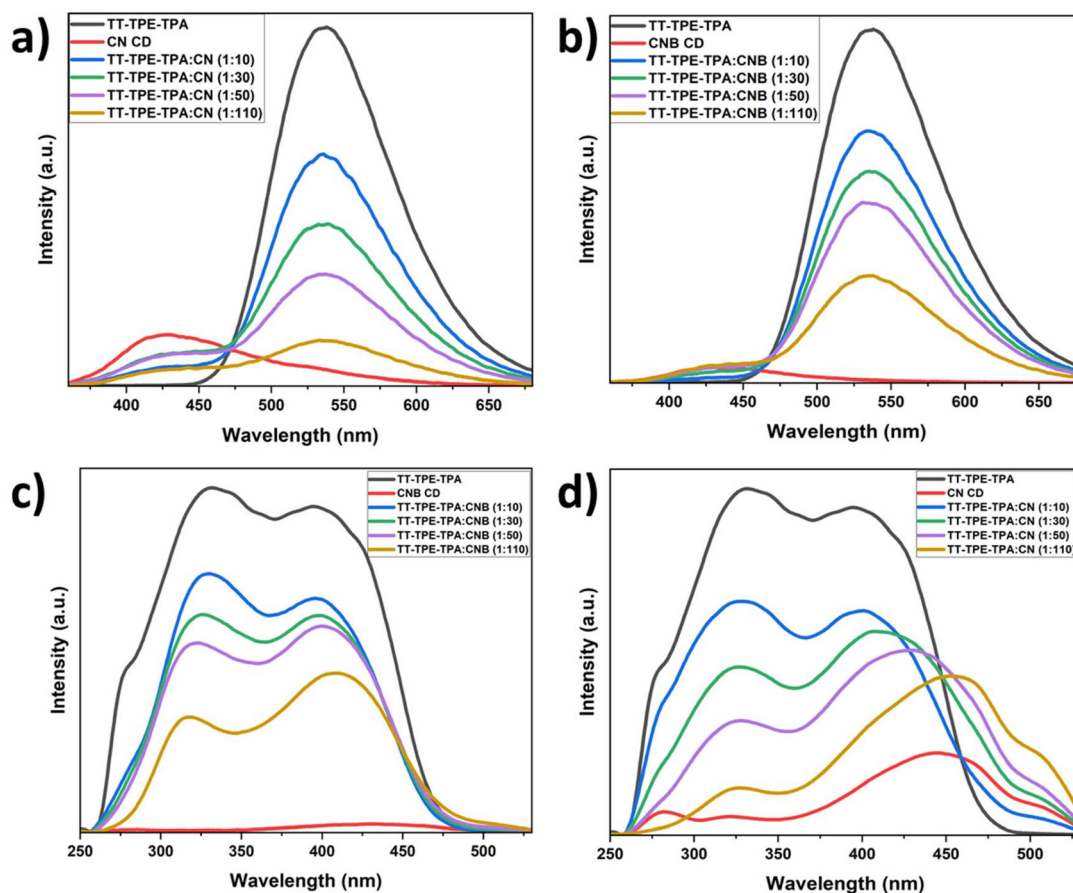 a)
TT-TPE-TPA
CN CD
TT-TPE-TPA:CN (1:10)
TT-TPE-TPA:CN (1:30)
TT-TPE-TPA:CN (1:50)
TT-TPE-TPA:CN (1:110)
Intensity (a.u.)
400 450 500 550 600 650
Wavelength (nm)
b)
TT-TPE-TPA
CNB CD
TT-TPE-TPA:CNB (1:10)
TT-TPE-TPA:CNB (1:30)
TT-TPE-TPA:CNB (1:50)
TT-TPE-TPA:CNB (1:110)
Intensity (a.u.)
400 450 500 550 600 650
Wavelength (nm)
c)
TT-TPE-TPA
CNB CD
TT-TPE-TPA:CNB (1:10)
TT-TPE-TPA:CNB (1:30)
TT-TPE-TPA:CNB (1:50)
TT-TPE-TPA:CNB (1:110)
Intensity (a.u.)
250 300 350 400 450 500
Wavelength (nm)
d)
TT-TPE-TPA
CN CD
TT-TPE-TPA:CN (1:10)
TT-TPE-TPA:CN (1:30)
TT-TPE-TPA:CN (1:50)
TT-TPE-TPA:CN (1:110)
Intensity (a.u.)
250 300 350 400 450 500
Wavelength (nm)